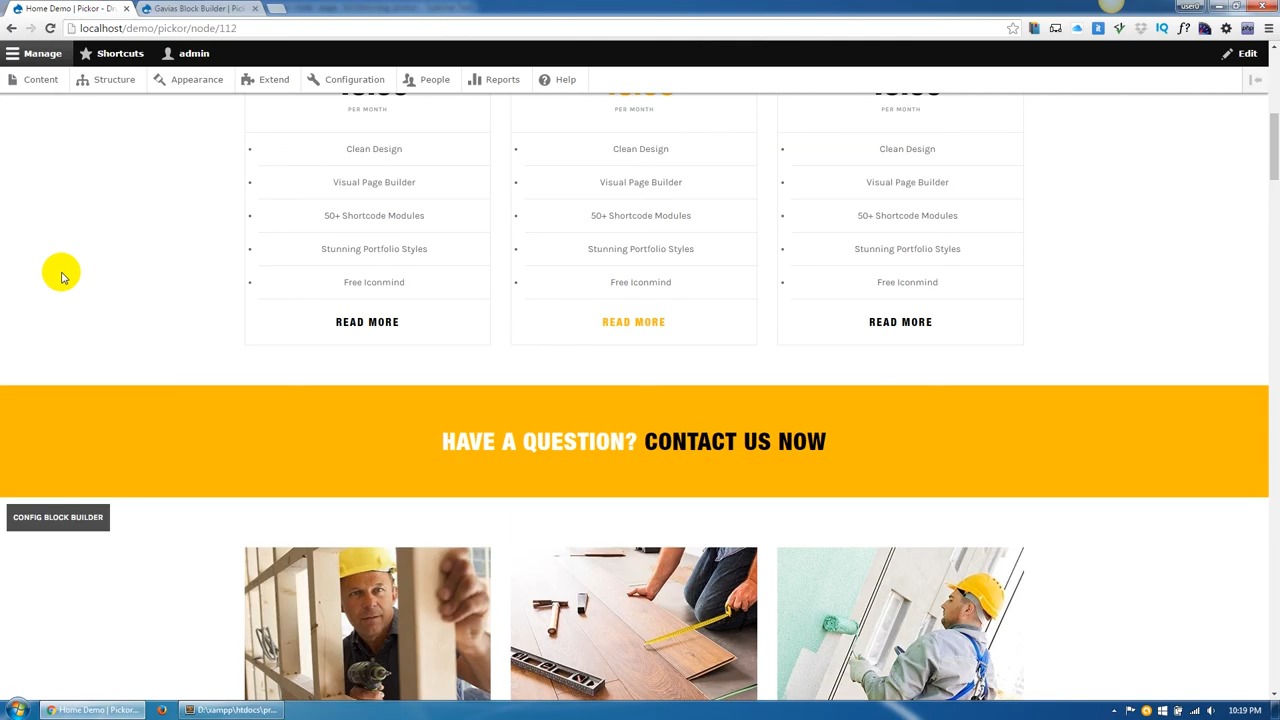 Home Demo | Pickor - Dru
Gavias Block Builder | Pick
user0
localhost/demo/pickor/node/112
Manage
Shortcuts
admin
Edit
Content
Structure
Appearance
Extend
Configuration
People
Reports
Help
PER MONTH
PER MONTH
PER MONTH
Clean Design
Clean Design
Clean Design
Visual Page Builder
Visual Page Builder
Visual Page Builder
50+ Shortcode Modules
50+ Shortcode Modules
50+ Shortcode Modules
Stunning Portfolio Styles
Stunning Portfolio Styles
Stunning Portfolio Styles
Free Iconmind
Free Iconmind
Free Iconmind
READ MORE
READ MORE
READ MORE
HAVE A QUESTION? CONTACT US NOW
CONFIG BLOCK BUILDER
Home Demo | Pickor...
D:\xampp\htdocs\pr...
10:19 PM